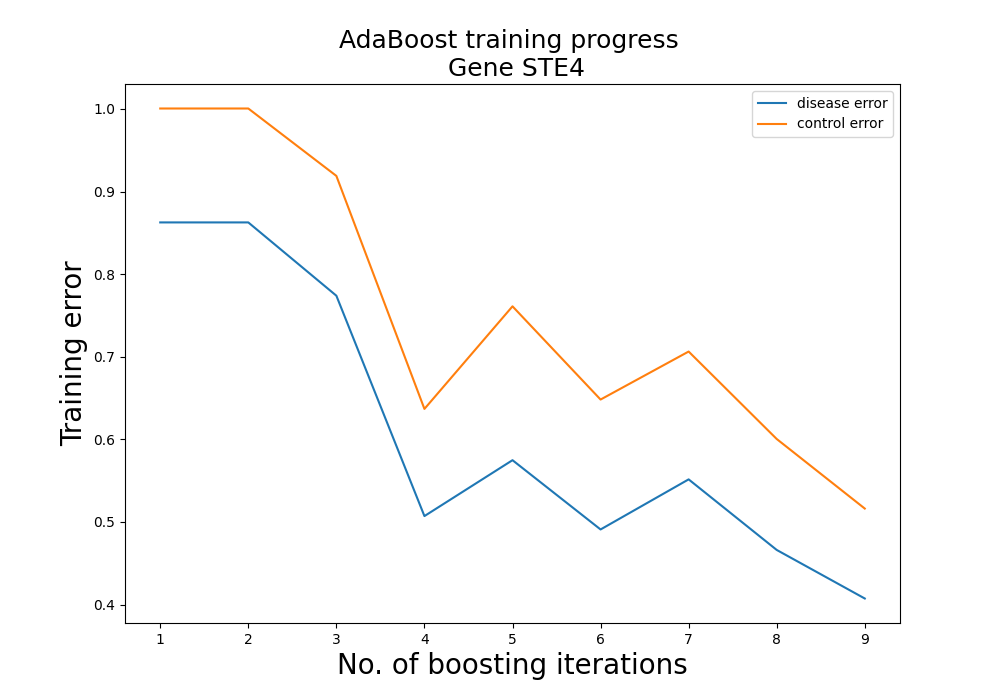 AdaBoost training progress
Gene STE4
disease error
control error
Training error
1.0
0.9
0.8
0.7
0.6
0.5
0.4
1 2 3 4 5 6 7 8 9
No. of boosting iterations